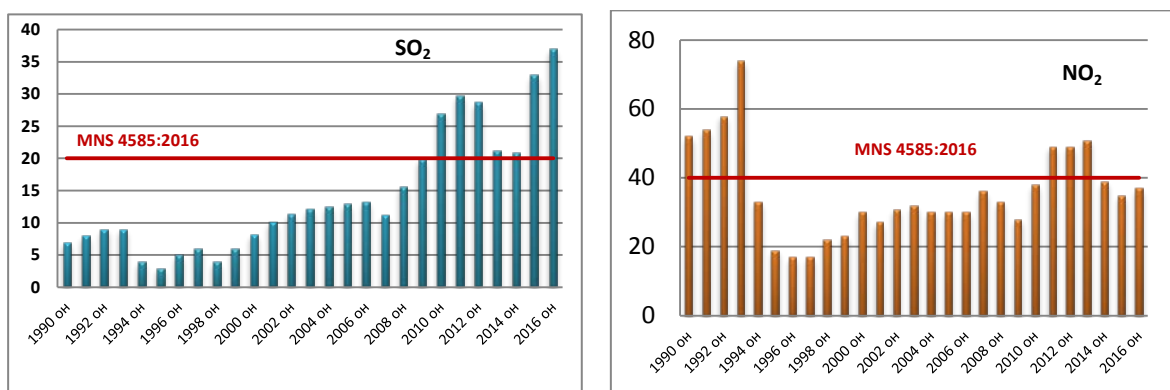 SO₂
40
35
30
25
20
15
10
5
0
MNS 4585:2016
1990 он
1992 он
1994 он
1996 он
1998 он
2000 он
2002 он
2004 он
2006 он
2008 он
2010 он
2012 он
2014 он
2016 он
NO₂
80
60
40
20
0
MNS 4585:2016
1990 он
1992 он
1994 он
1996 он
1998 он
2000 он
2002 он
2004 он
2006 он
2008 он
2010 он
2012 он
2014 он
2016 он